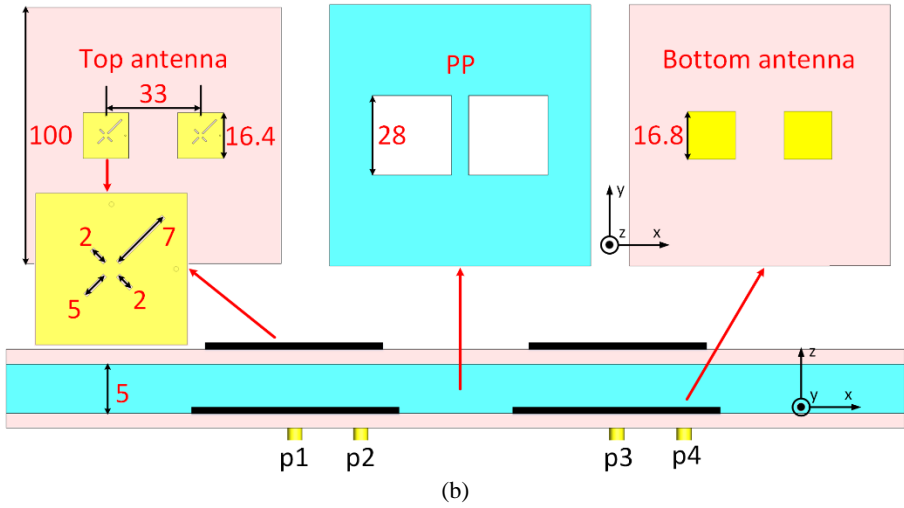 Top antenna
33
100
16.4
2
7
5
2
PP
28
Bottom antenna
16.8
y
z
x
5
z
y
x
p1
p2
p3
p4
(b)